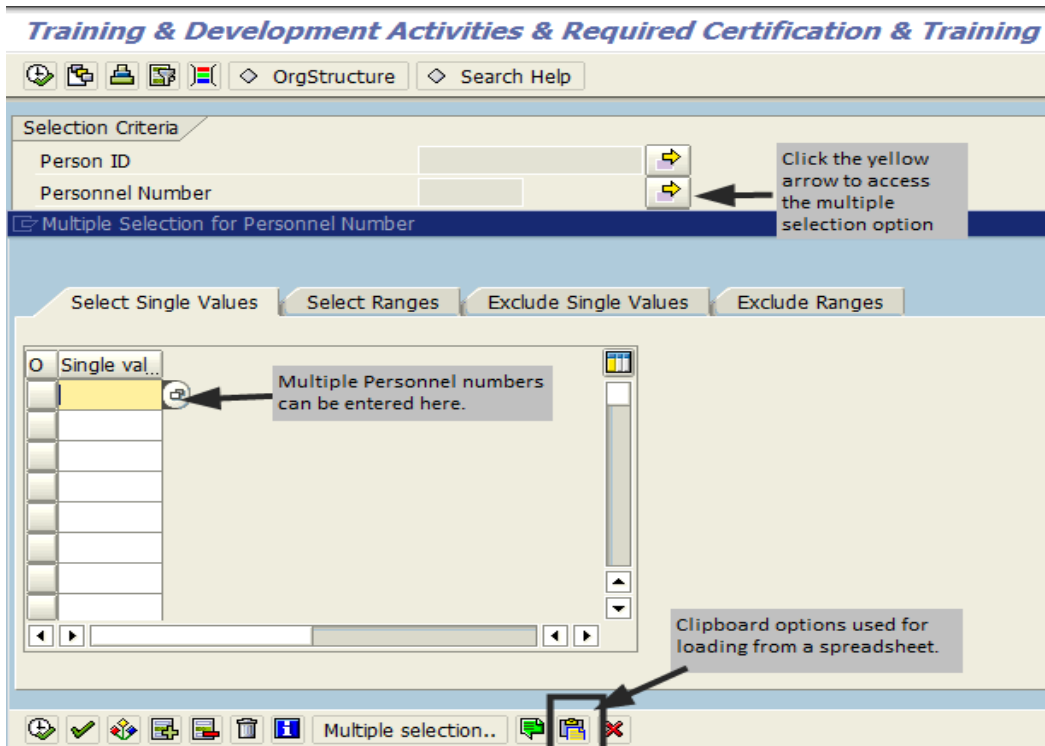 Training & Development Activities & Required Certification & Training
OrgStructure Search Help
Selection Criteria
Person ID
Personnel Number
Click the yellow
arrow to access
the multiple
selection option
Multiple Selection for Personnel Number
Select Single Values Select Ranges Exclude Single Values Exclude Ranges
O Single val..
Multiple Personnel numbers
can be entered here.
Clipboard options used for
loading from a spreadsheet.
Multiple selection..